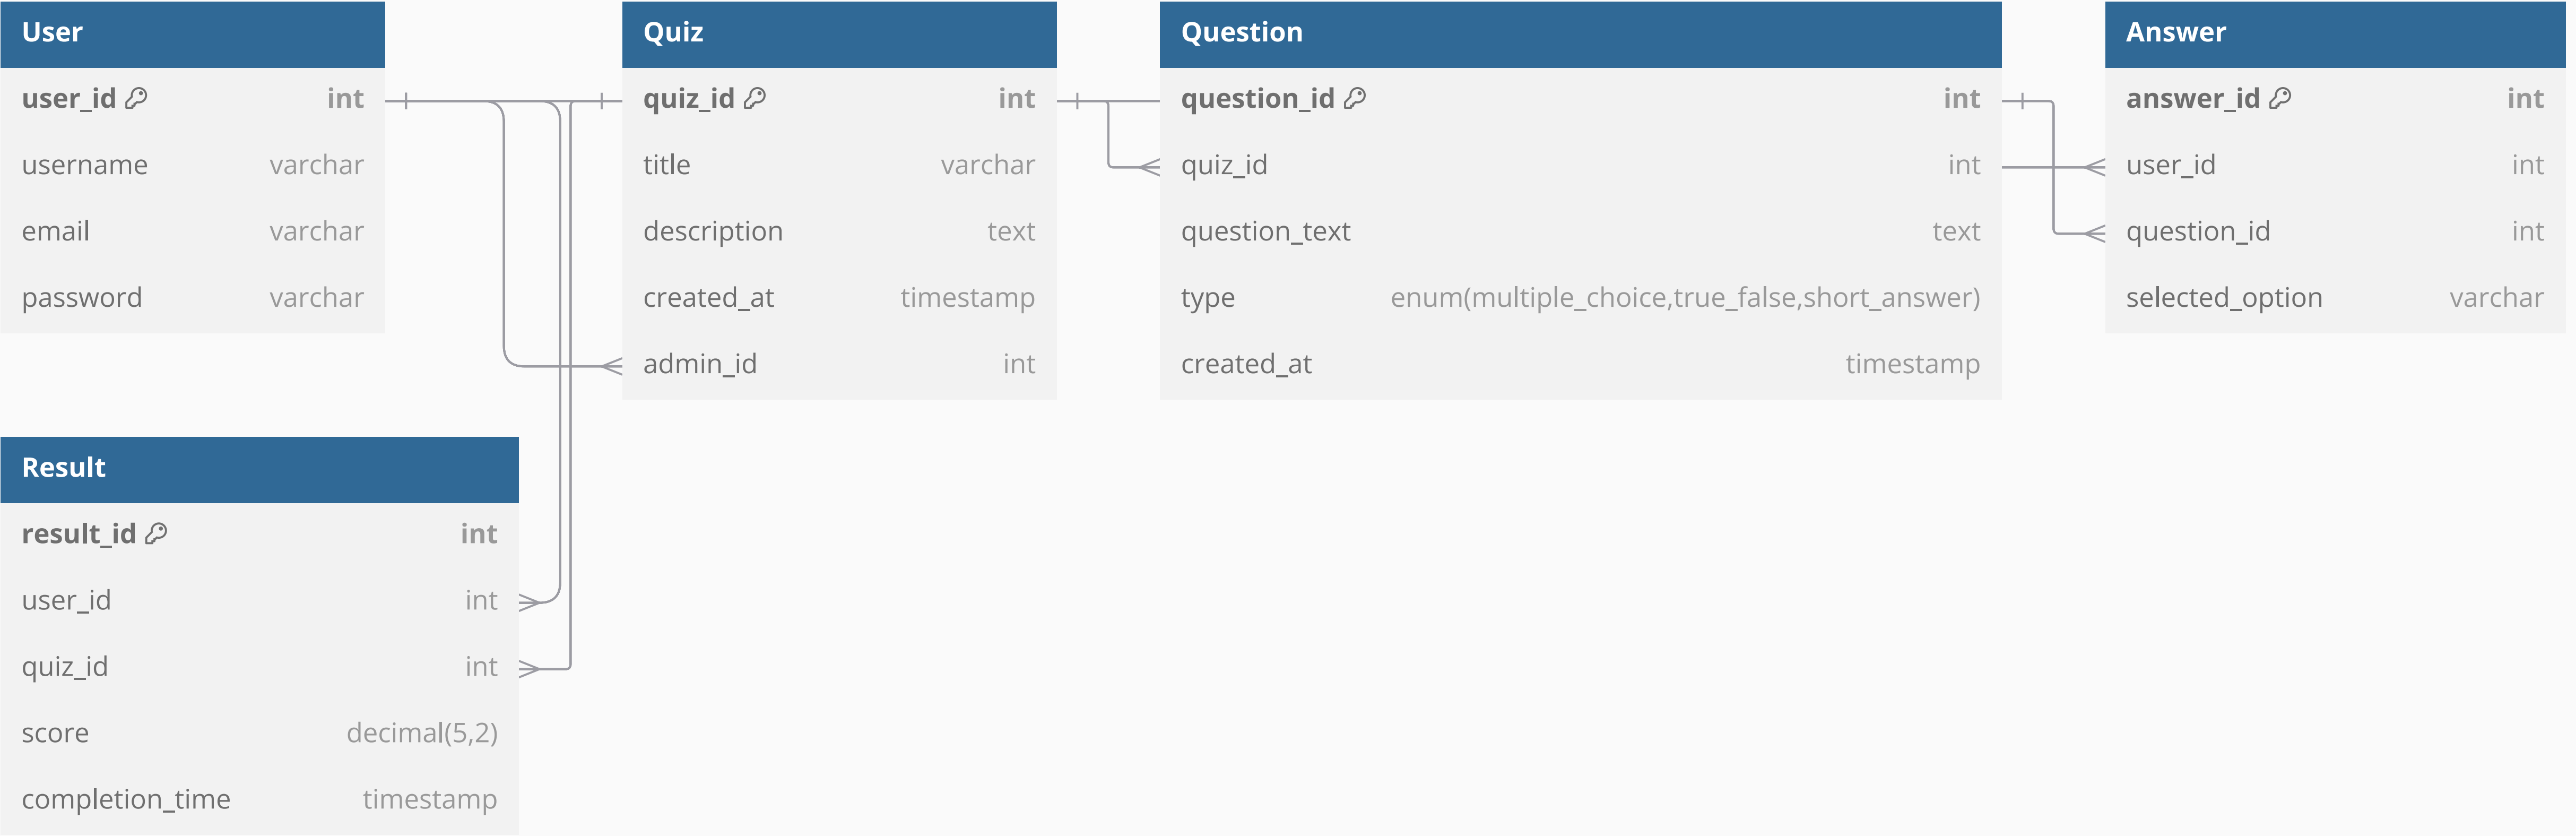 User
user_id int
username varchar
email varchar
password varchar
Quiz
quiz_id int
title varchar
description text
created_at timestamp
admin_id int
Question
question_id int
quiz_id int
question_text text
type enum(multiple_choice,true_false,short_answer)
created_at timestamp
Answer
answer_id int
user_id int
question_id int
selected_option varchar
Result
result_id int
user_id int
quiz_id int
score decimal(5,2)
completion_time timestamp